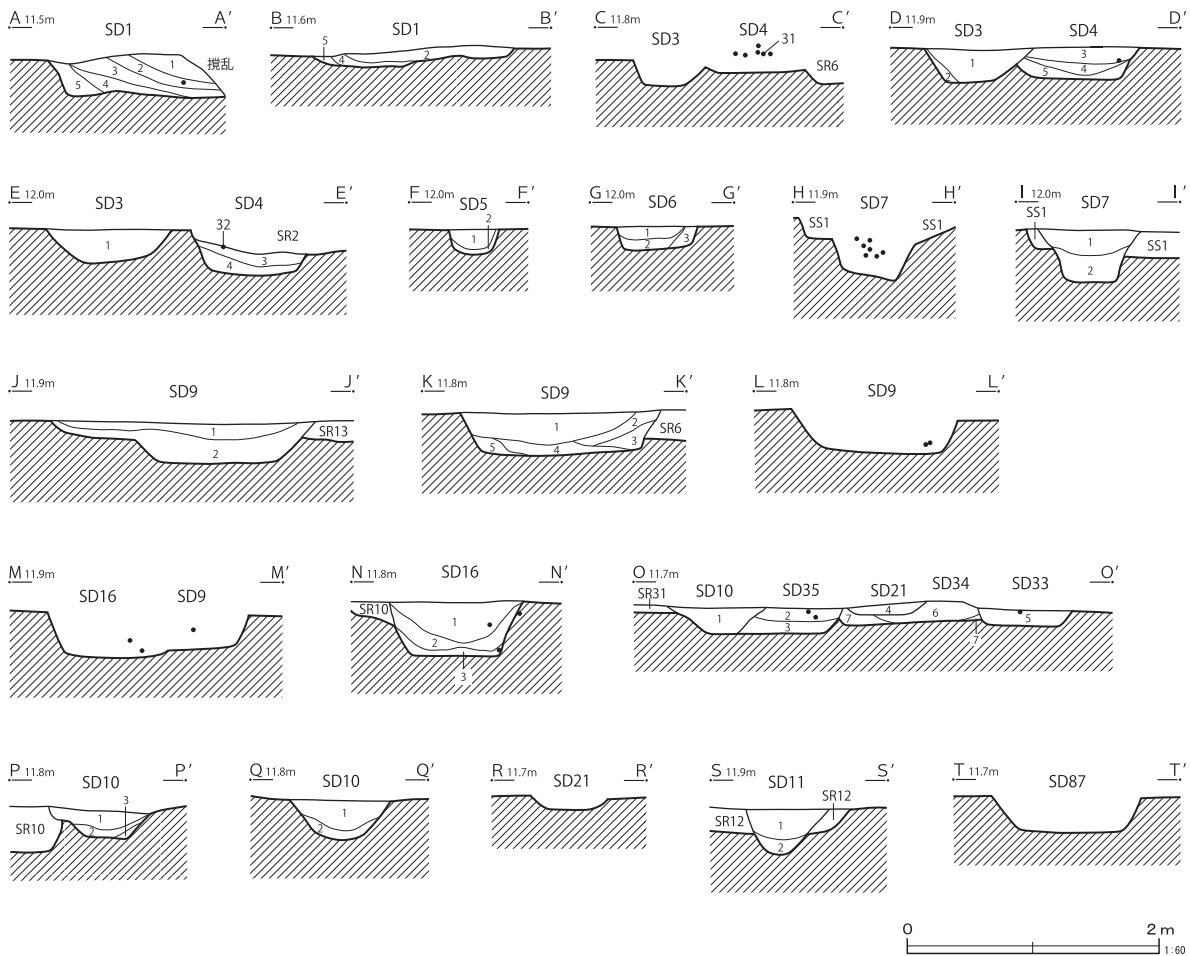 A 11.5m SD1 A′
1 2 3 4 5 撹乱
B 11.6m SD1 B′
5 4 2
C 11.8m SD3 SD4 31 C′
SR6
D 11.9m SD3 SD4 D′
1 2 3 4 5
E 12.0m SD3 SD4 E′
32 SR2
1 3 4
F 12.0m SD5 F′
2 1
G 12.0m SD6 G′
1 2 3
H 11.9m SD7 H′
SS1 SS1
I 12.0m SD7 I′
SS1 SS1
1 2
J 11.9m SD9 J′
1 2 SR13
K 11.8m SD9 K′
1 2 3 4 5 SR6
L 11.8m SD9 L′
M 11.9m SD16 SD9 M′
N 11.8m SD16 N′
SR10 1 2 3
O 11.7m SD10 SD35 SD21 SD34 SD33 O′
SR31 1 2 3 7 4 6 7 5
P 11.8m SD10 P′
SR10 1 2 3
Q 11.8m SD10 Q′
1 2
R 11.7m SD21 R′
S 11.9m SD11 S′
SR12 SR12
1 2
T 11.7m SD87 T′
0 2 m
1:60